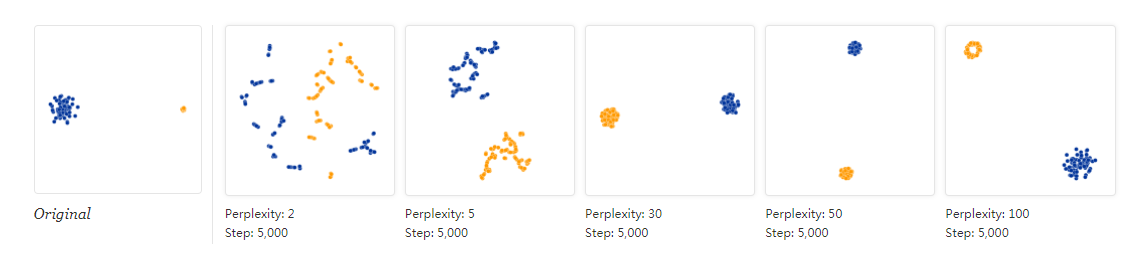 Original
Perplexity: 2
Step: 5,000
Perplexity: 5
Step: 5,000
Perplexity: 30
Step: 5,000
Perplexity: 50
Step: 5,000
Perplexity: 100
Step: 5,000